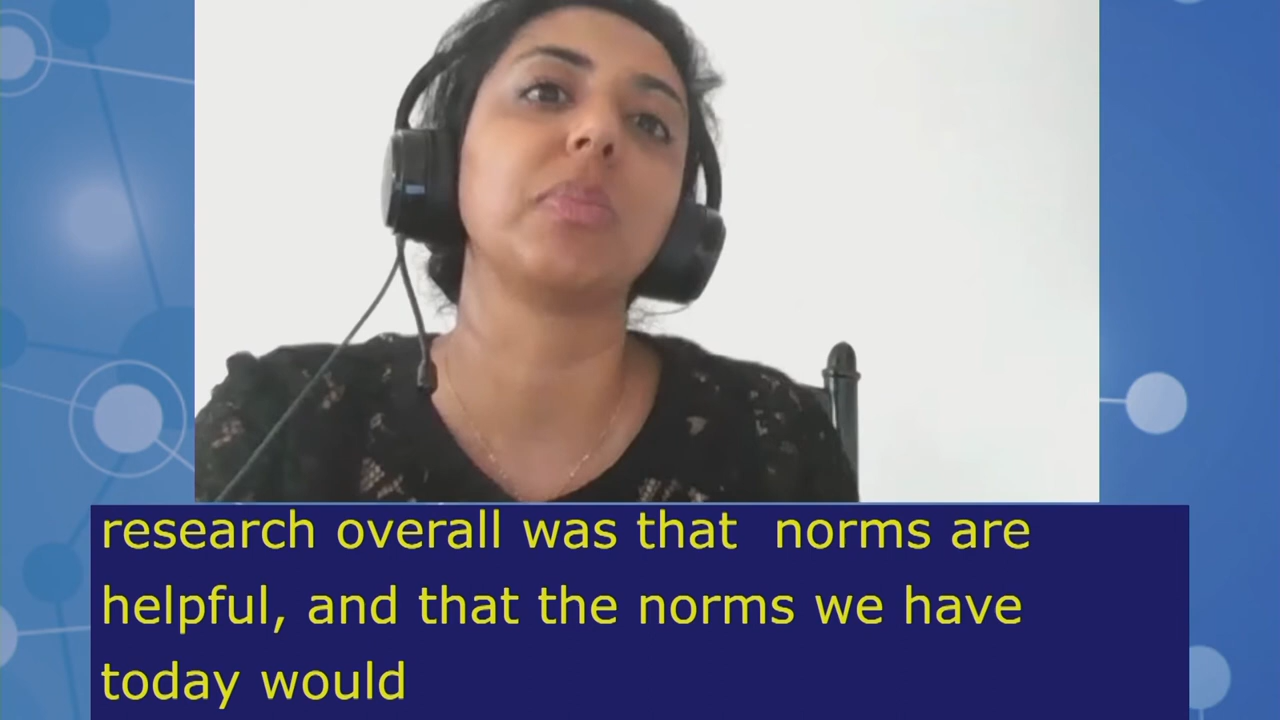 research overall was that  norms are
helpful, and that the norms we have
today would